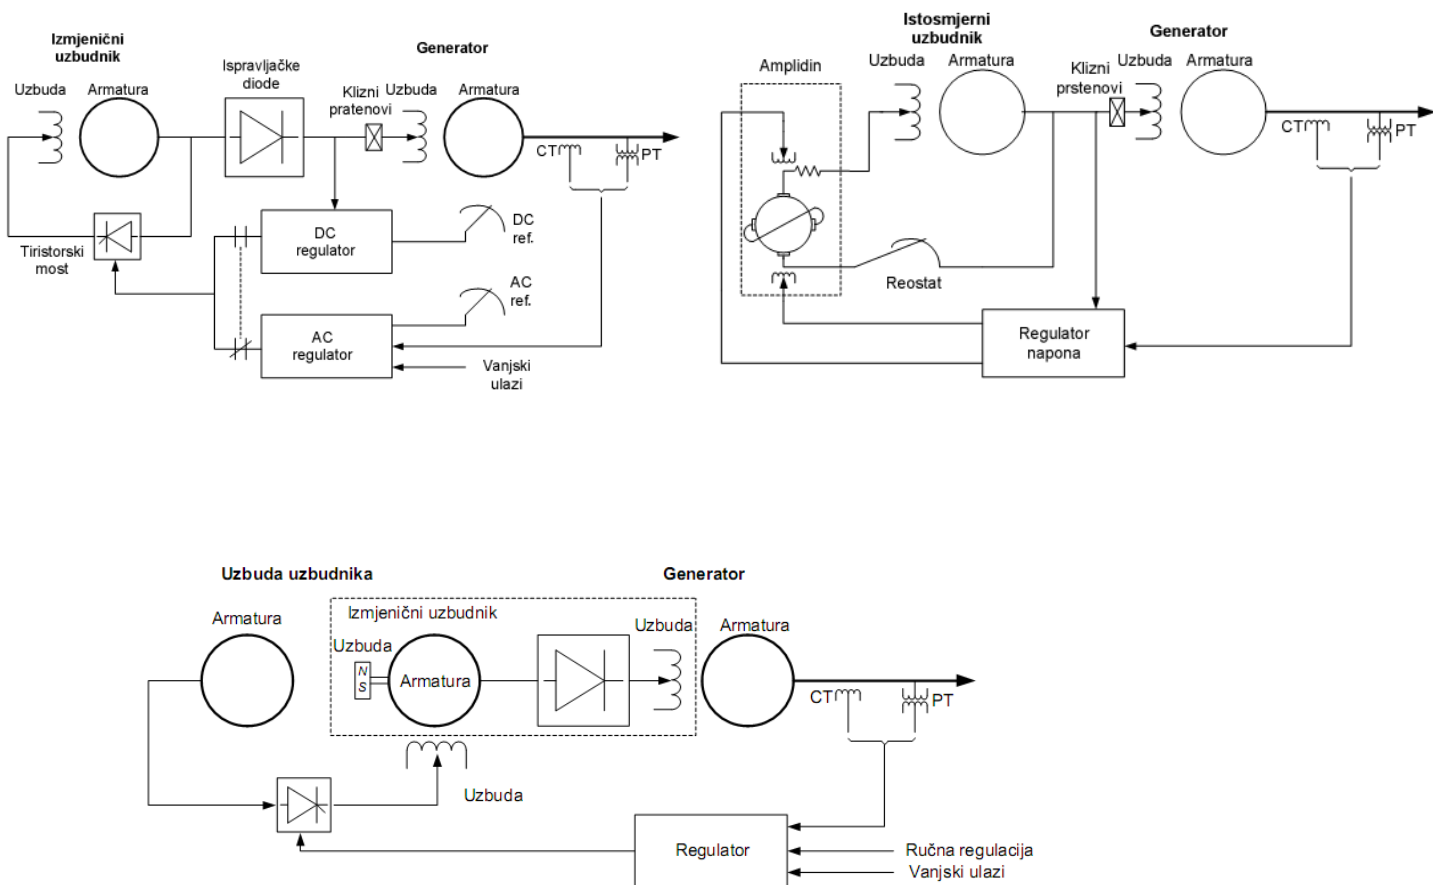 Izmjenični
uzbudnik
Generator
Ispravljačke
diode
Uzbuda
Armatura
Klizni
pratenovi
Uzbuda
Armatura
CT
PT
Tiristorski
most
DC
regulator
DC
ref.
AC
ref.
AC
regulator
Vanjski
ulazi
Istosmjerni
uzbudnik
Generator
Amplidin
Uzbuda
Armatura
Klizni
prstenovi
Uzbuda
Armatura
CT
PT
Reostat
Regulator
napona
Uzbuda uzbudnika
Generator
Armatura
Izmjenični uzbudnik
Uzbuda
N
S
Armatura
Uzbuda
Armatura
CT
PT
Uzbuda
Regulator
Ručna regulacija
Vanjski ulazi